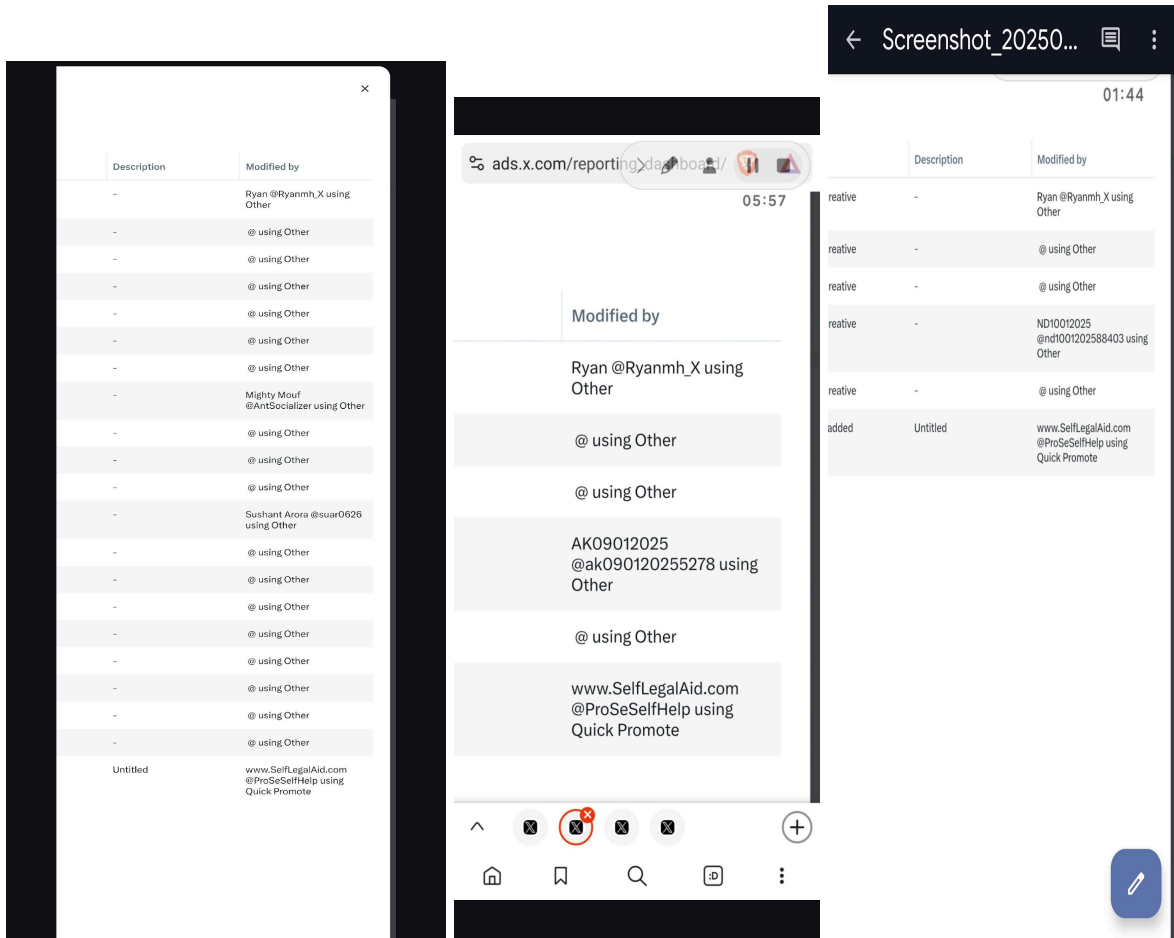 Description Modified by
- Ryan @Ryanmh_X using
Other
- @ using Other
- @ using Other
- @ using Other
- @ using Other
- @ using Other
- @ using Other
- Mighty Mouf
@AntSocializer using Other
- @ using Other
- @ using Other
- @ using Other
- Sushant Arora @suar0626
using Other
- @ using Other
- @ using Other
- @ using Other
- @ using Other
- @ using Other
- @ using Other
- @ using Other
- @ using Other
Untitled www.SelfLegalAid.com
@ProSeSelfHelp using
Quick Promote
ads.x.com/reporting_dashboard/
05:57
Modified by
Ryan @Ryanmh_X using
Other
@ using Other
@ using Other
AK09012025
@ak090120255278 using
Other
@ using Other
www.SelfLegalAid.com
@ProSeSelfHelp using
Quick Promote
:D
Screenshot_20250...
01:44
Description Modified by
reative - Ryan @Ryanmh_X using
Other
reative - @ using Other
reative - @ using Other
reative - ND10012025
@nd1001202588403 using
Other
reative - @ using Other
added Untitled www.SelfLegalAid.com
@ProSeSelfHelp using
Quick Promote